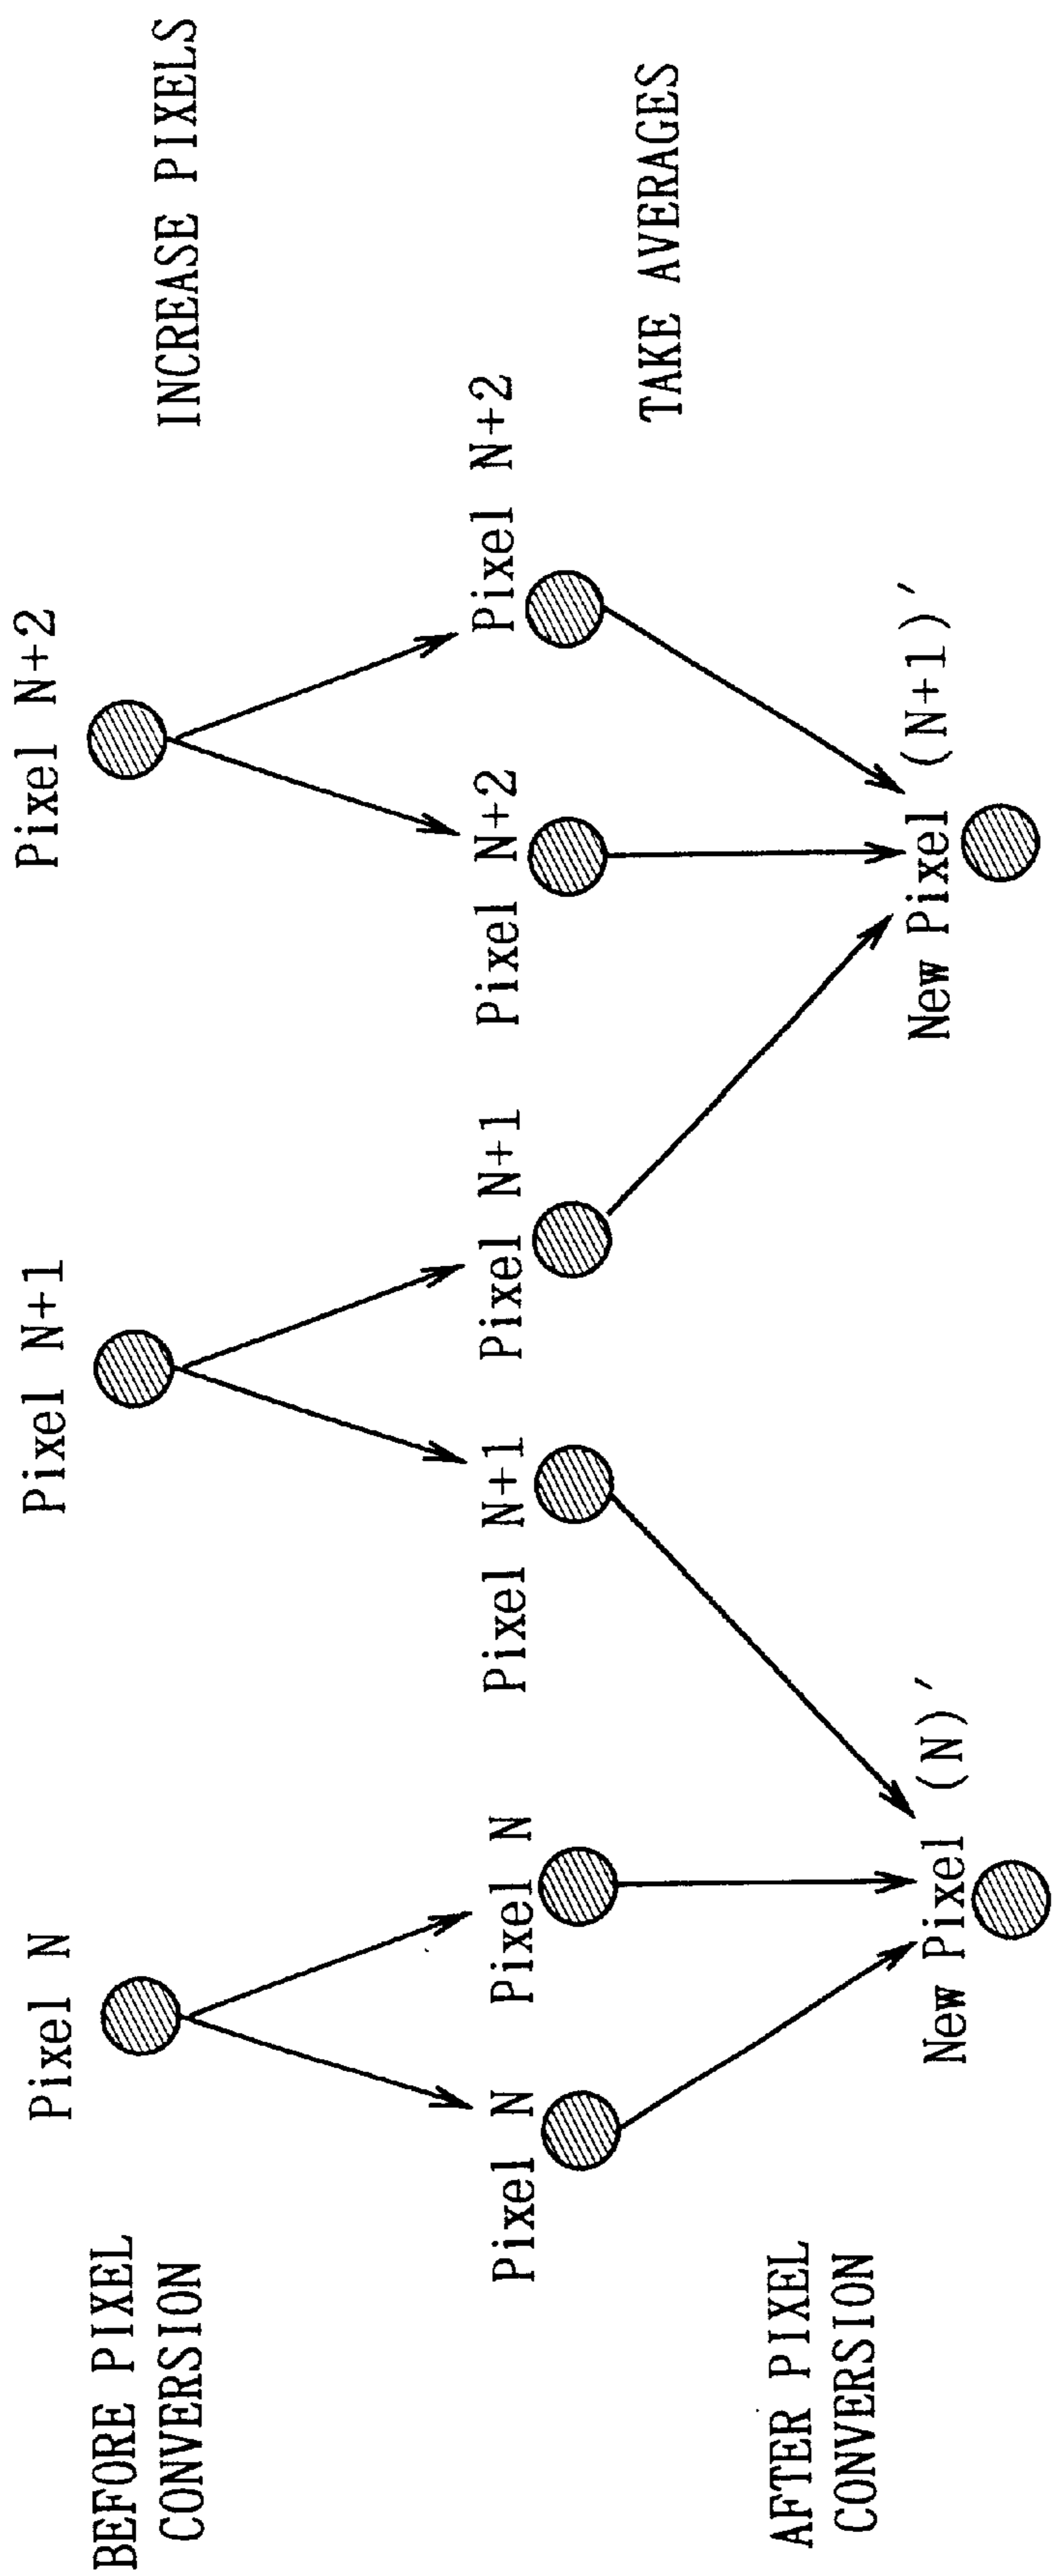 BEFORE PIXEL
CONVERSION
Pixel N
Pixel N+1
Pixel N+2
INCREASE PIXELS
Pixel N
Pixel N
Pixel N+1
Pixel N+1
Pixel N+2
Pixel N+2
TAKE AVERAGES
AFTER PIXEL
CONVERSION
New Pixel (N)′
New Pixel (N+1)′